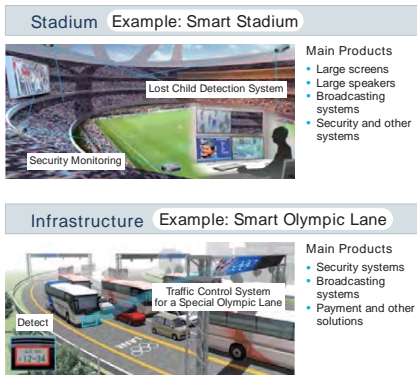 Stadium Example: Smart Stadium
Lost Child Detection System
Security Monitoring
Main Products
Large screens
Large speakers
Broadcasting
systems
Security and other
systems
Infrastructure Example: Smart Olympic Lane
Traffic Control System
for a Special Olympic Lane
Detect
12-34
Main Products
Security systems
Broadcasting
systems
Payment and other
solutions